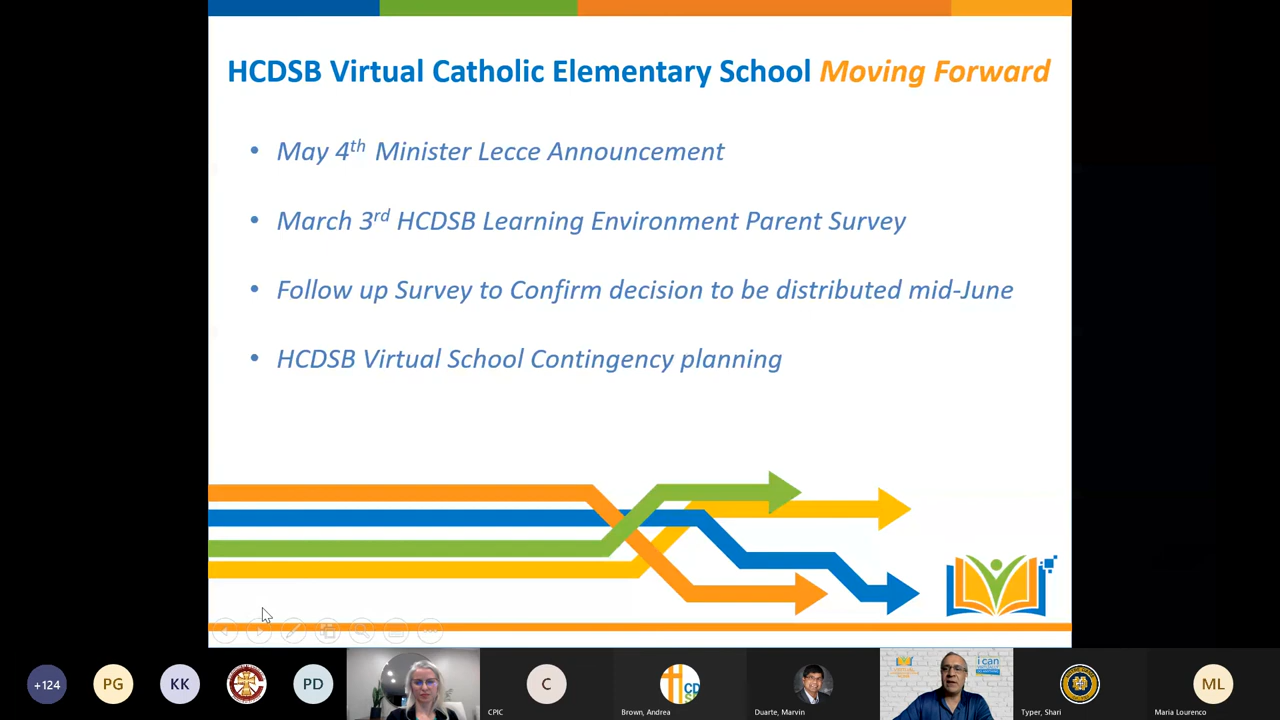 HCDSB Virtual Catholic Elementary School Moving Forward
• May 4th Minister Lecce Announcement
• March 3rd HCDSB Learning Environment Parent Survey
• Follow up Survey to Confirm decision to be distributed mid-June
• HCDSB Virtual School Contingency planning
+124
PG
KK
PD
C
CPIC
HCDS
Brown, Andrea
Duarte, Marvin
i can
Typer, Shari
ML
Maria Lourenco